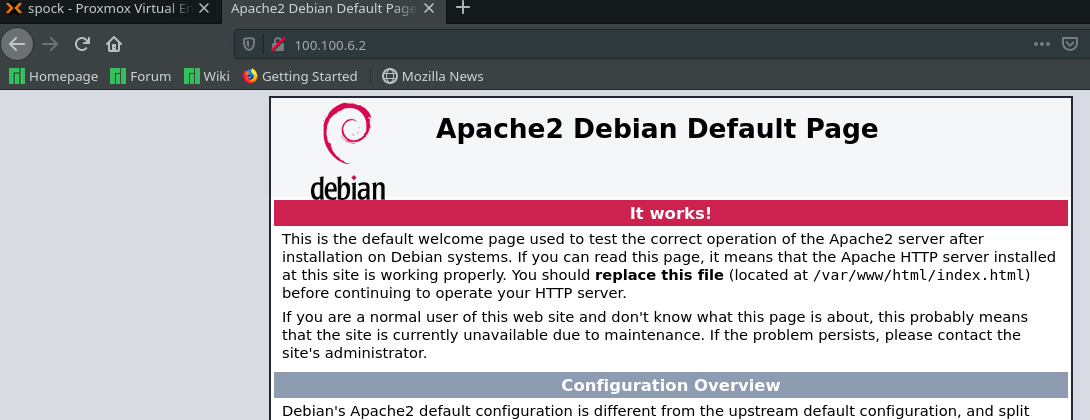 spock - Proxmox Virtual En
Apache2 Debian Default Page
100.100.6.2
Homepage Forum Wiki Getting Started Mozilla News
debian
Apache2 Debian Default Page
It works!
This is the default welcome page used to test the correct operation of the Apache2 server after
installation on Debian systems. If you can read this page, it means that the Apache HTTP server installed
at this site is working properly. You should replace this file (located at /var/www/html/index.html)
before continuing to operate your HTTP server.
If you are a normal user of this web site and don't know what this page is about, this probably means
that the site is currently unavailable due to maintenance. If the problem persists, please contact the
site's administrator.
Configuration Overview
Debian's Apache2 default configuration is different from the upstream default configuration, and split